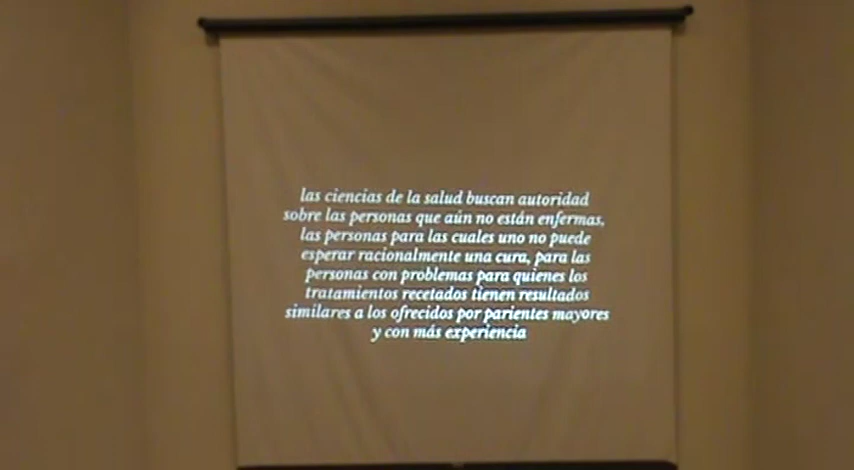 las ciencias de la salud buscan autoridad
sobre las personas que aún no están enfermas,
las personas para las cuales uno no puede
esperar racionalmente una cura, para las
personas con problemas para quienes los
tratamientos recetados tienen resultados
similares a los ofrecidos por parientes mayores
y con más experiencia